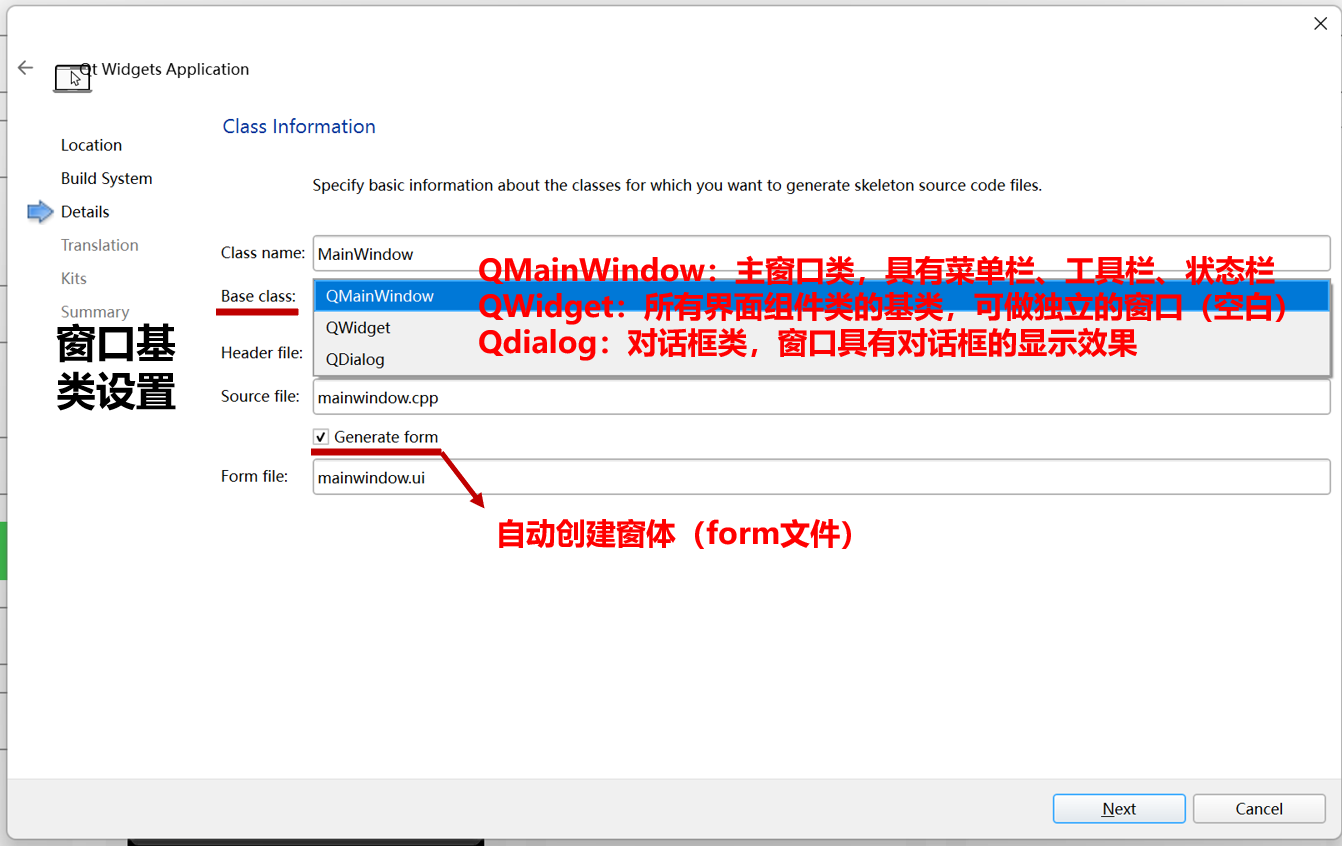 Qt Widgets Application
Location
Build System
Details
Translation
Kits
Summary
窗口基
类设置
Class Information
Specify basic information about the classes for which you want to generate skeleton source code files.
Class name: MainWindow
QMainWindow：主窗口类，具有菜单栏、工具栏、状态栏
Base class: QMainWindow
QWidget：所有界面组件类的基类，可做独立的窗口（空白）
QWidget
Qdialog：对话框类，窗口具有对话框的显示效果
Header file:
QDialog
Source file: mainwindow.cpp
Generate form
Form file: mainwindow.ui
自动创建窗体（form文件）
Next
Cancel